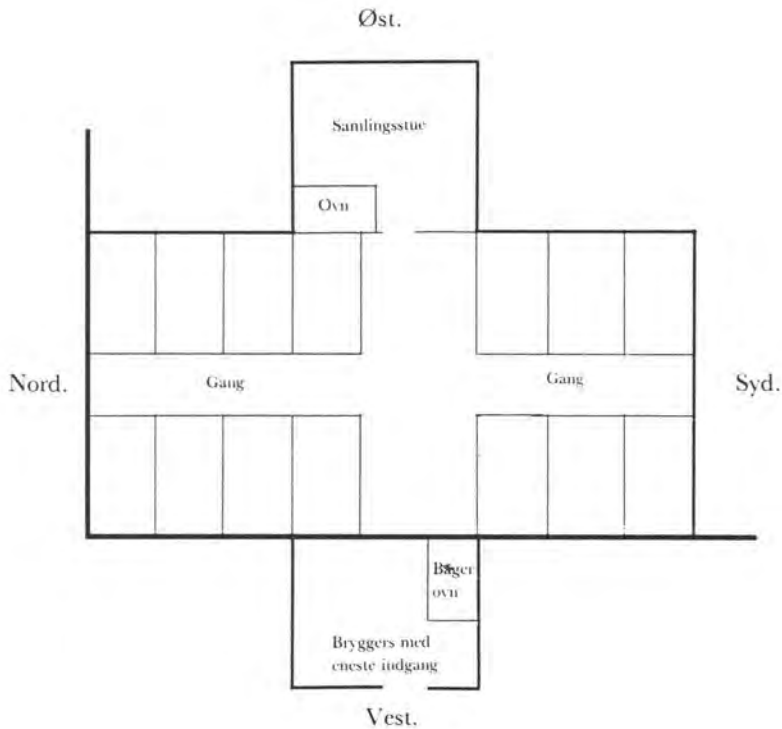 Øst.
Samlingsstue
Ovn
Nord.
Gang
Gang
Syd.
Bager
ovn
Bryggers med
eneste indgang
Vest.